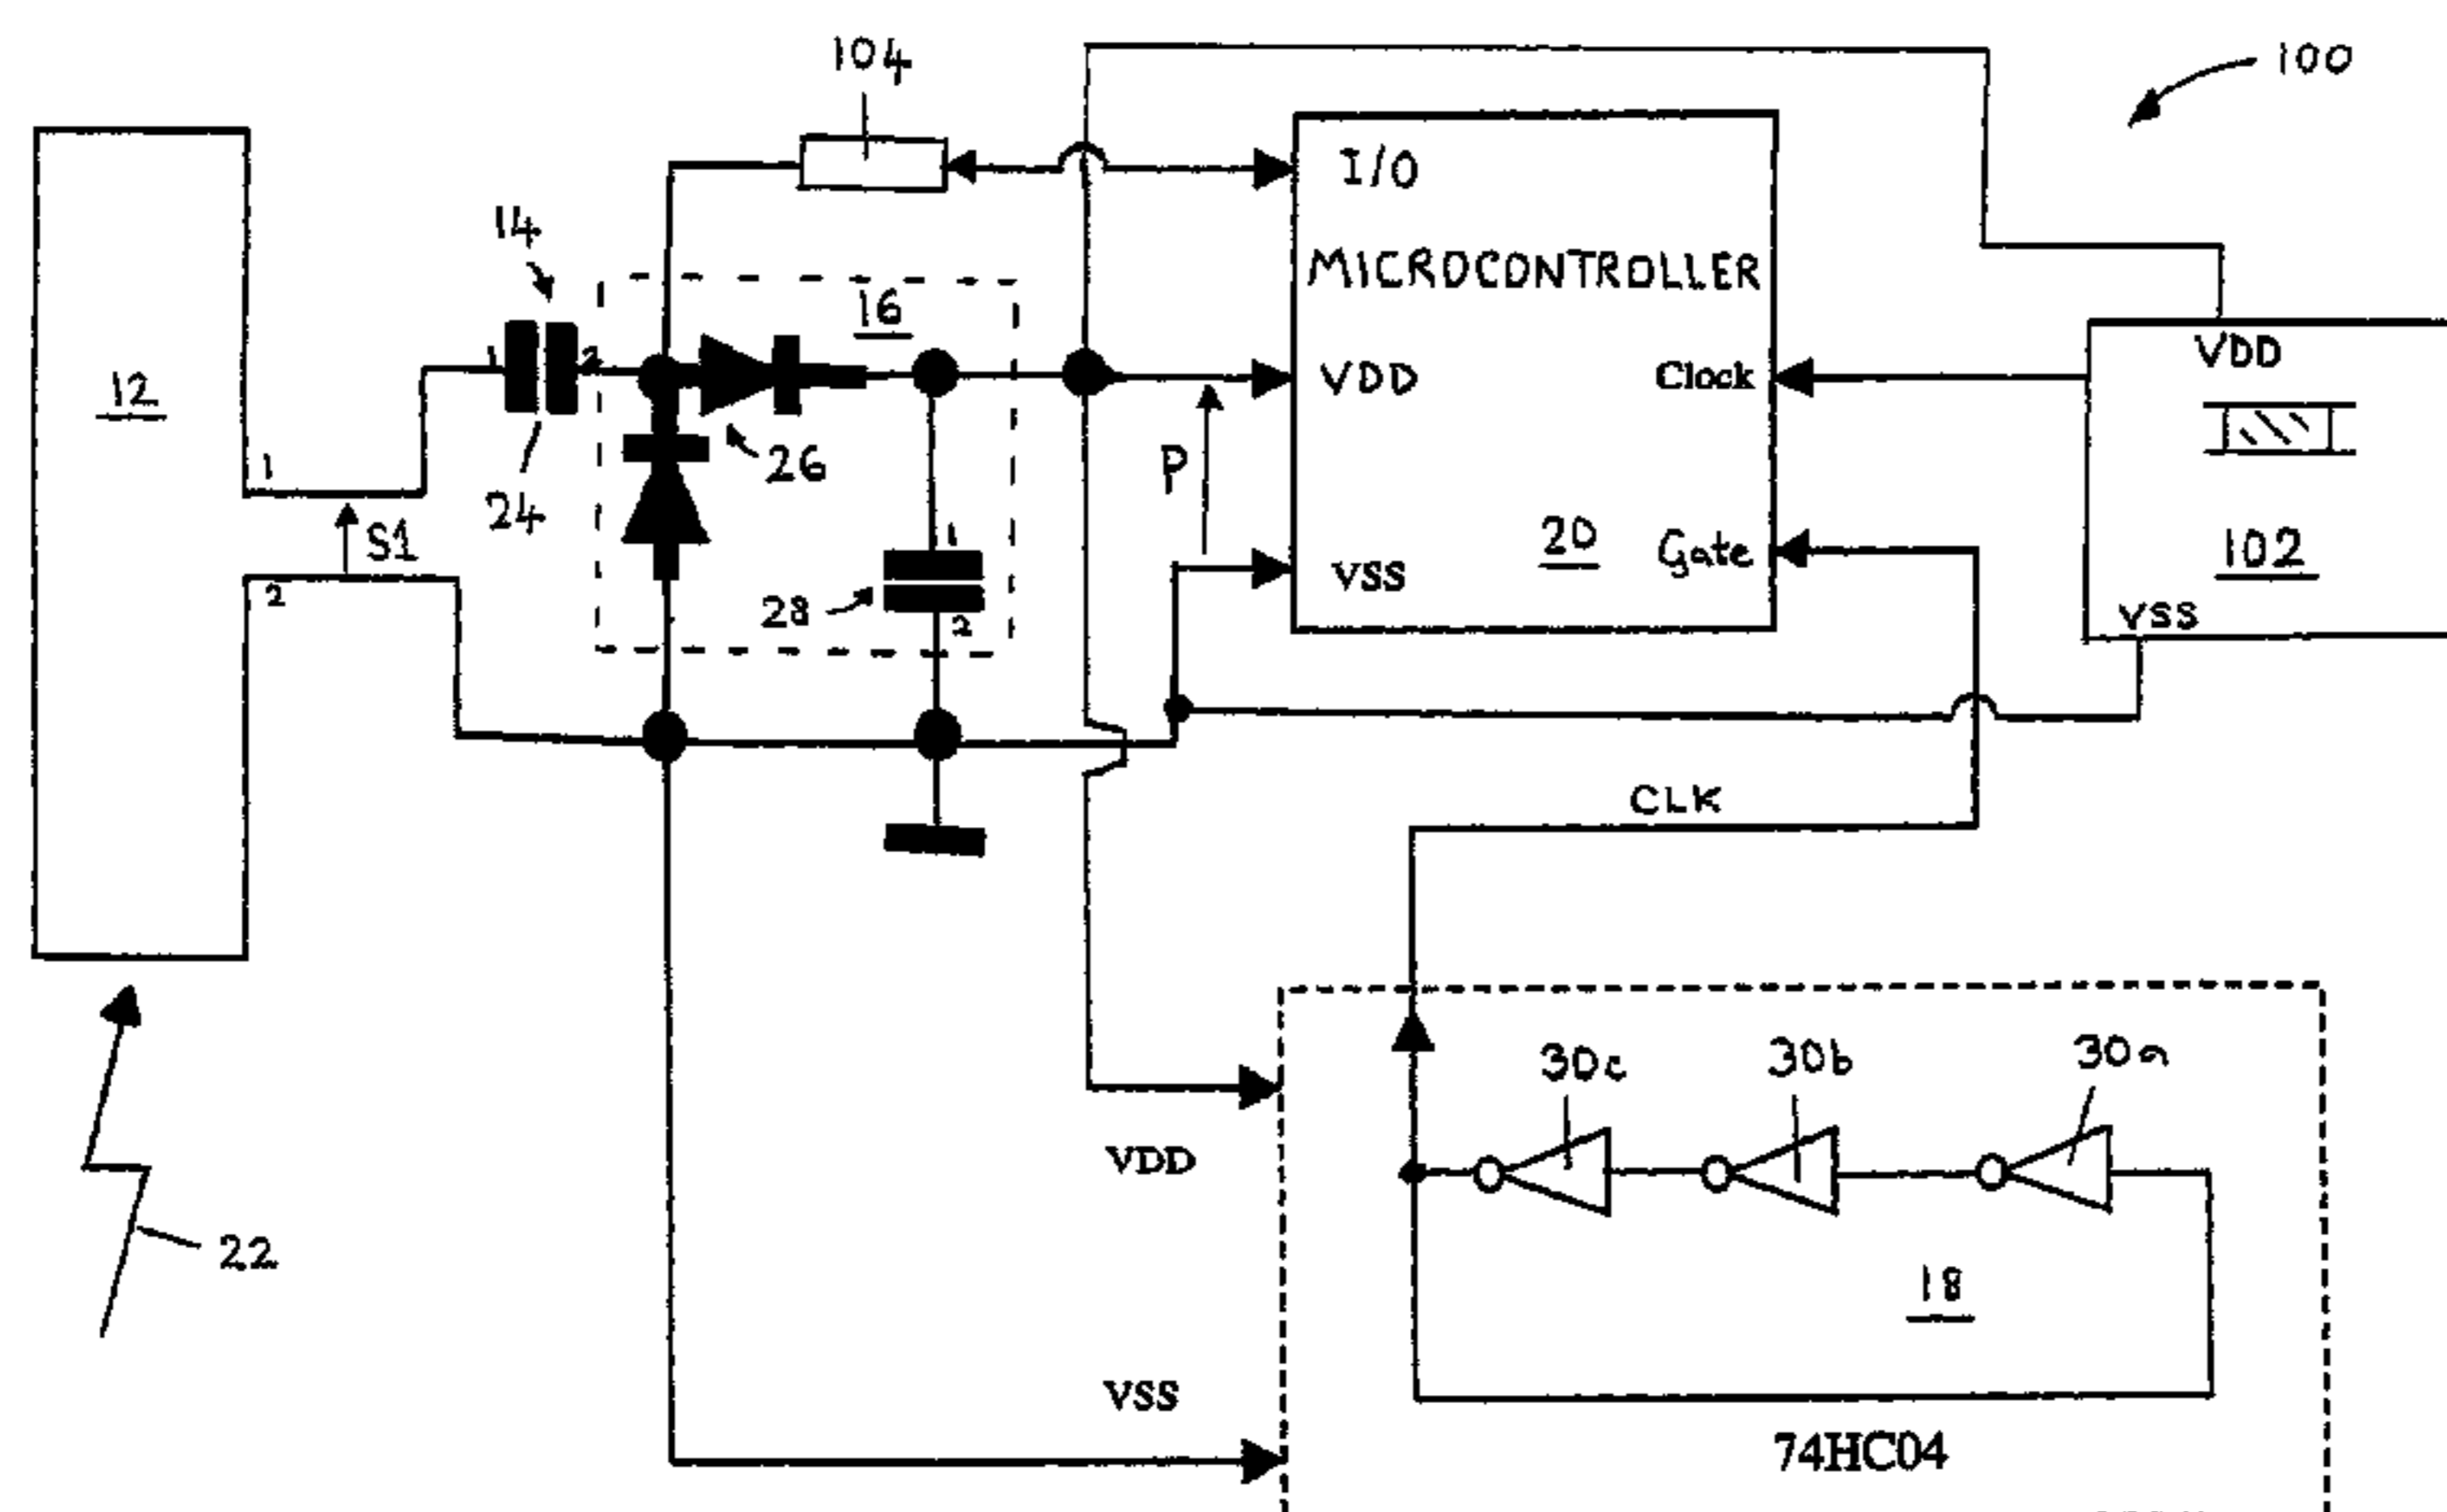 104
100
I/O
14
MICROCONTROLLER
16
VDD
1
2
12
VDD
Clock
1
26
P
24
S1
1
20
Gate
102
2
28
VSS
VSS
2
CLK
30c
30b
30a
VDD
22
18
VSS
74HC04